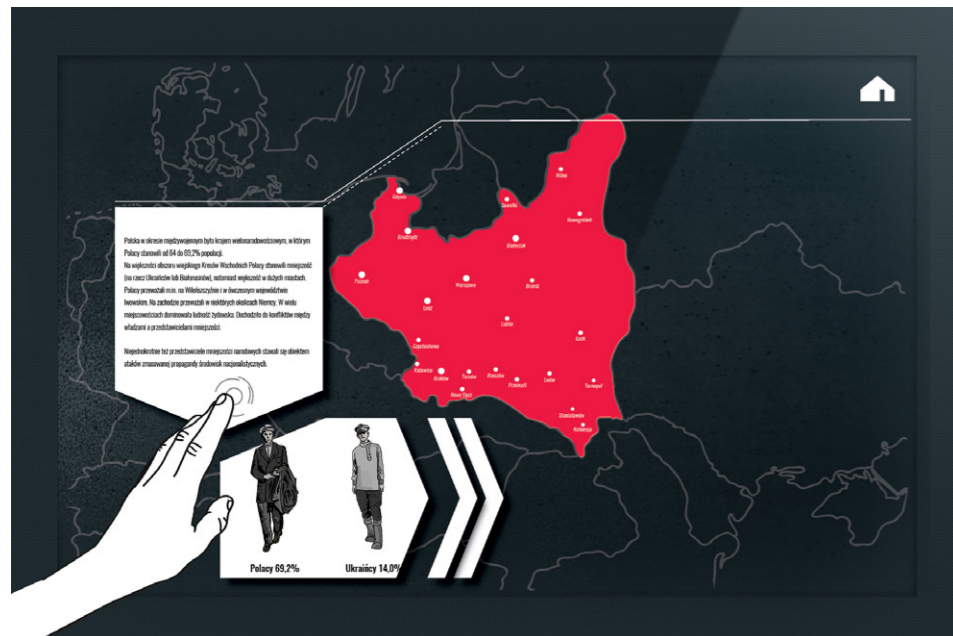 Polska w okresie międzywojennym była krajem wielonarodowościowym, w którym
Polacy stanowili od 64 do 69,2% populacji.
Na większości obszaru wiejskiego Kresów Wschodnich Polacy stanowili mniejszość
(na rzecz Ukraińców lub Białorusinów), natomiast większość w dużych miastach.
Polacy przeważali m.in. na Wileńszczyźnie i w ówczesnym województwie
lwowskim. Na zachodzie przeważali w niektórych okolicach Niemcy. W wielu
miejscowościach dominowała ludność żydowska. Dochodziło do konfliktów między
władzami a przedstawicielami mniejszości.
Niejednokrotnie też przedstawiciele mniejszości narodowych stawali się obiektem
ataków zmasowanej propagandy środowisk nacjonalistycznych.
Wilno
Gdynia
Suwałki
Nowogródek
Grudziądz
Białystok
Poznań
Warszawa
Brześć
Łódź
Lublin
Łuck
Częstochowa
Katowice
Kraków
Tarnów
Rzeszów
Przemyśl
Lwów
Tarnopol
Nowy Sącz
Stanisławów
Kołomyja
Polacy 69,2%
Ukraińcy 14,0%